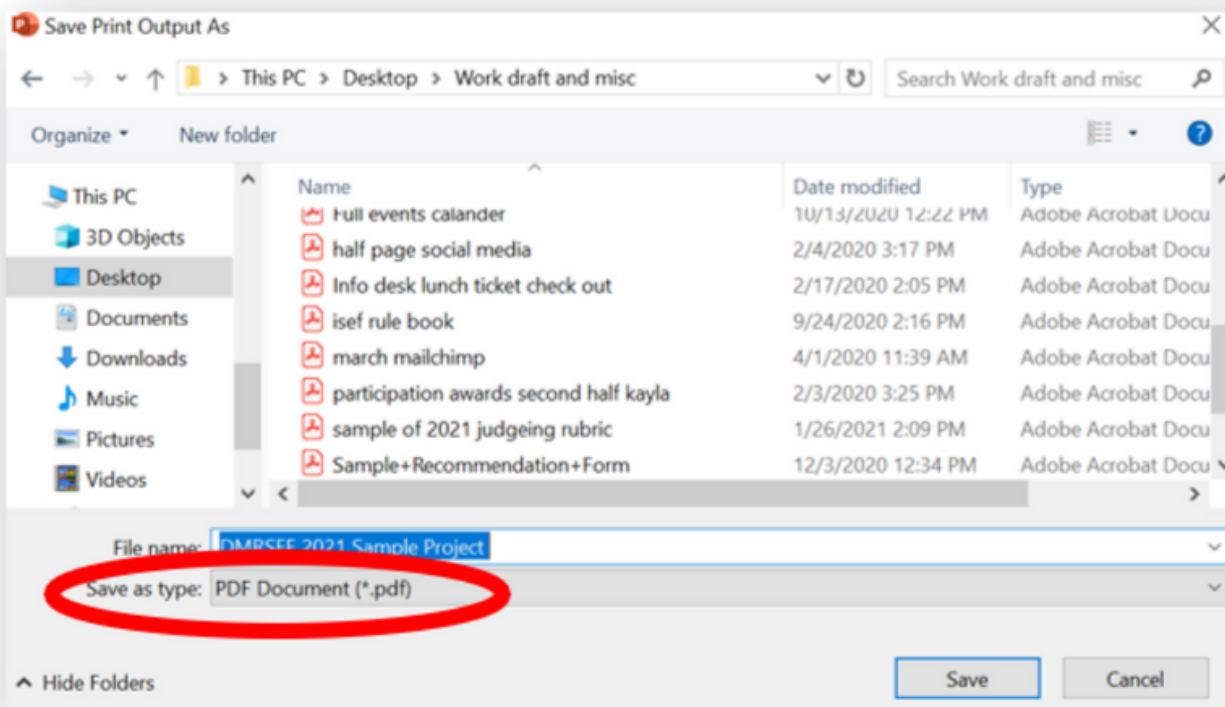 Save Print Output As
This PC > Desktop > Work draft and misc
Search Work draft and misc
Organize
New folder
Name Date modified Type
This PC
3D Objects
Desktop
Documents
Downloads
Music
Pictures
Videos
Full events calander 10/13/2020 12:22 PM Adobe Acrobat Docu
half page social media 2/4/2020 3:17 PM Adobe Acrobat Docu
Info desk lunch ticket check out 2/17/2020 2:05 PM Adobe Acrobat Docu
isef rule book 9/24/2020 2:16 PM Adobe Acrobat Docu
march mailchimp 4/1/2020 11:39 AM Adobe Acrobat Docu
participation awards second half kayla 2/3/2020 3:25 PM Adobe Acrobat Docu
sample of 2021 judgeing rubric 1/26/2021 2:09 PM Adobe Acrobat Docu
Sample+Recommendation+Form 12/3/2020 12:34 PM Adobe Acrobat Docu
File name: 2021 Sample Project
Save as type: PDF Document (*.pdf)
Hide Folders
Save
Cancel